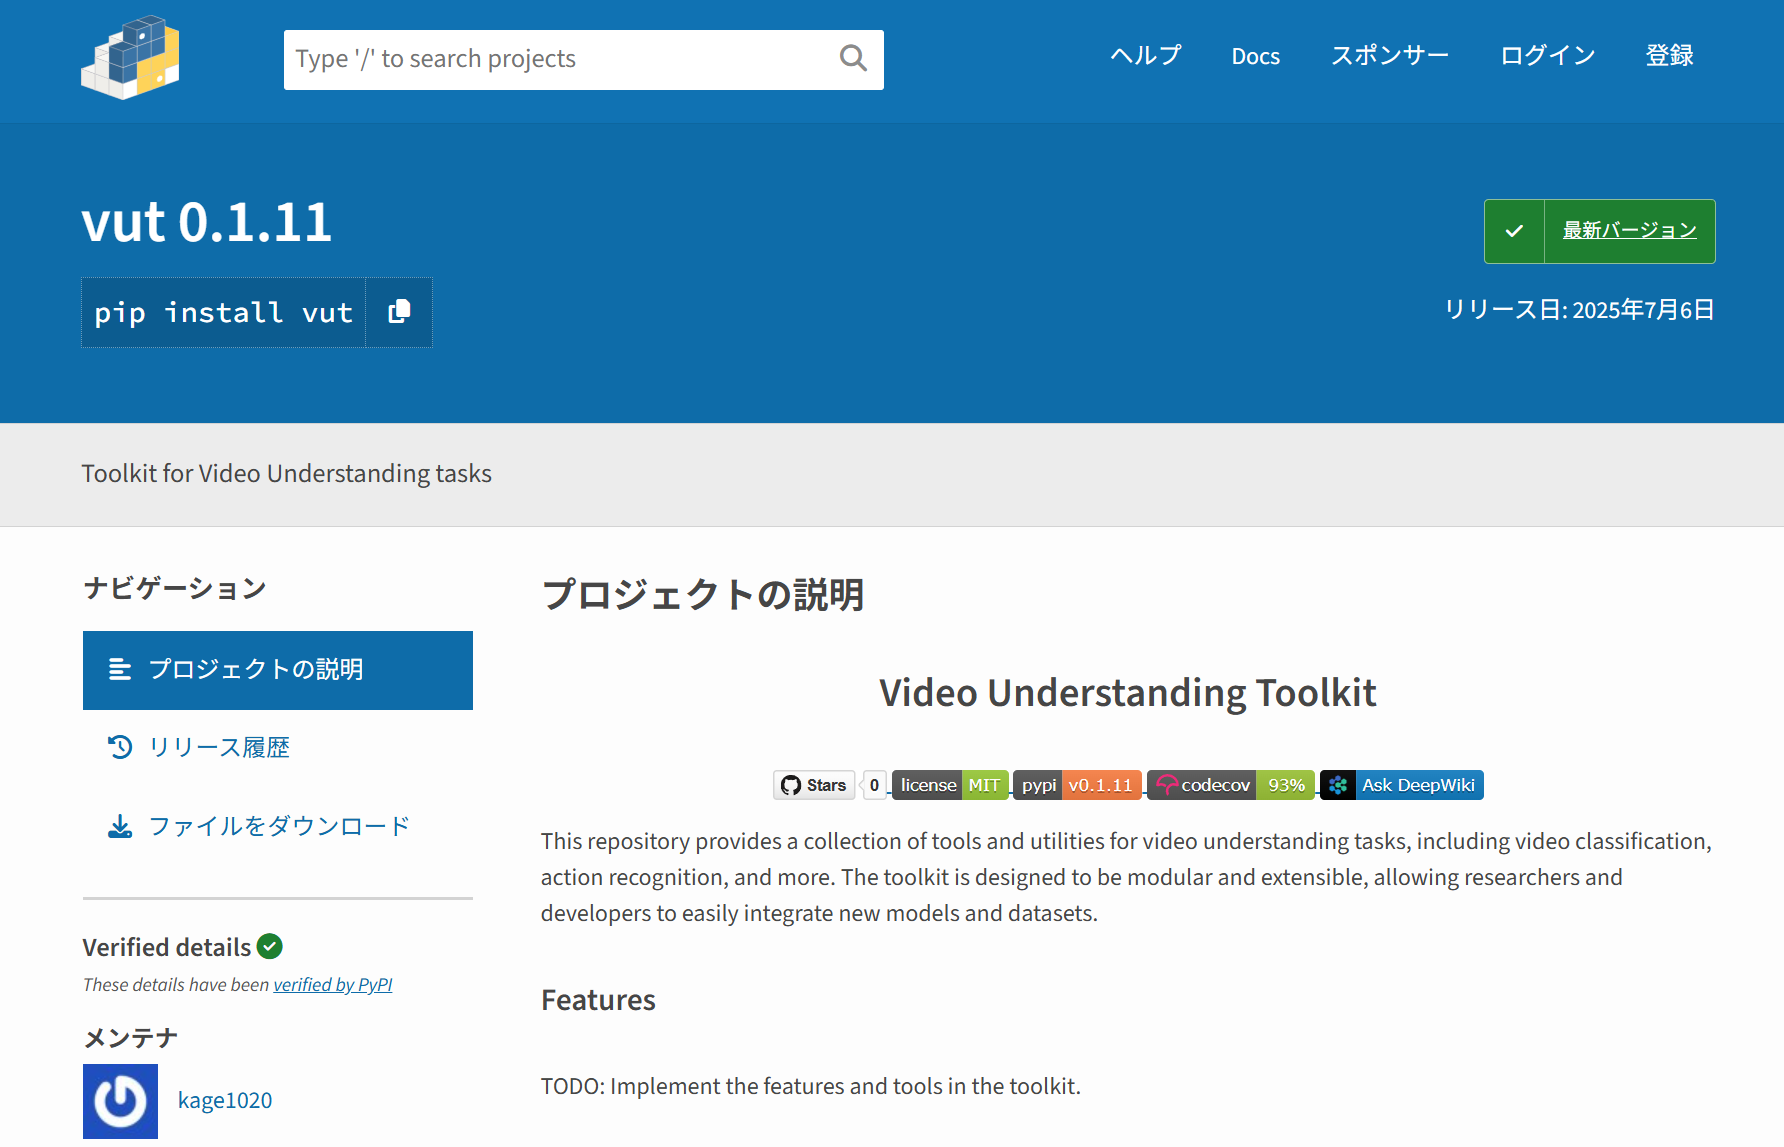 Type '/' to search projects
ヘルプ Docs スポンサー ログイン 登録
vut 0.1.11
pip install vut
最新バージョン
リリース日: 2025年7月6日
Toolkit for Video Understanding tasks
ナビゲーション
プロジェクトの説明
リリース履歴
ファイルをダウンロード
Verified details
These details have been verified by PyPI
メンテナ
kage1020
プロジェクトの説明
Video Understanding Toolkit
Stars 0 license MIT pypi v0.1.11 codecov 93% Ask DeepWiki
This repository provides a collection of tools and utilities for video understanding tasks, including video classification,
action recognition, and more. The toolkit is designed to be modular and extensible, allowing researchers and
developers to easily integrate new models and datasets.
Features
TODO: Implement the features and tools in the toolkit.